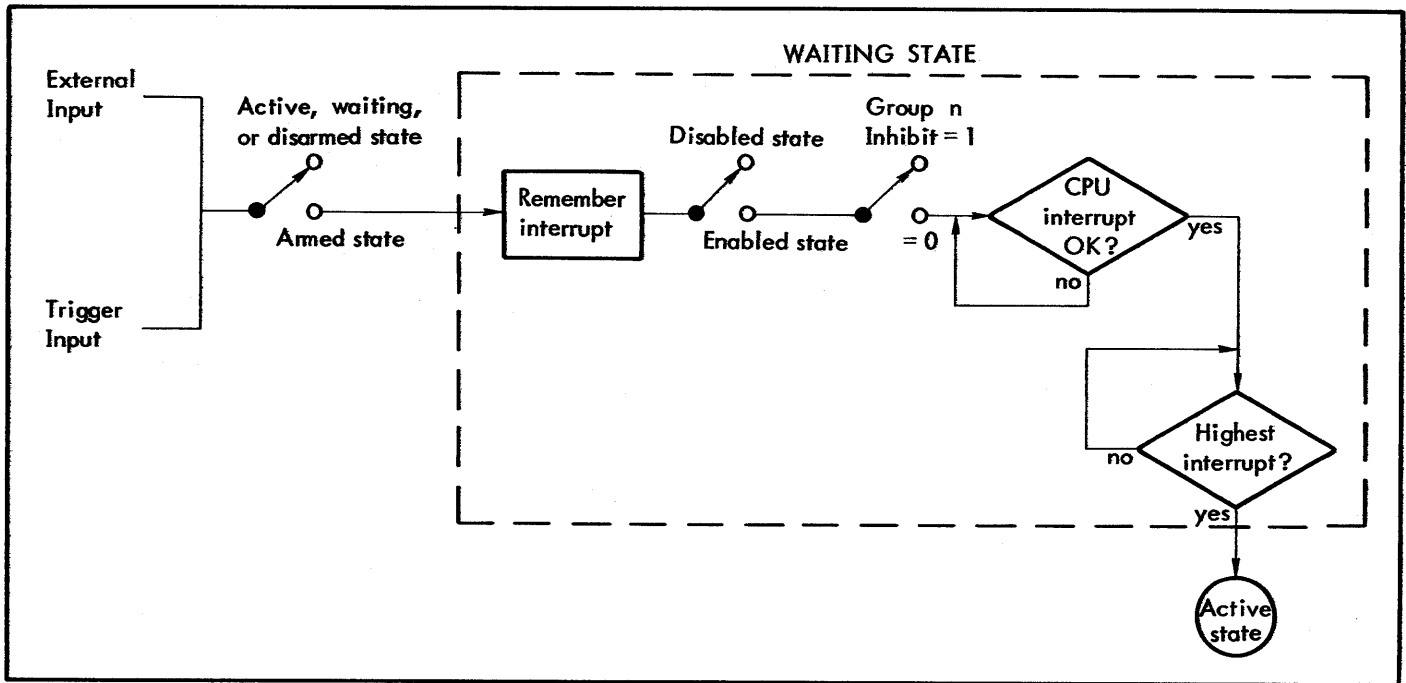 WAITING STATE
External
Input
Active, waiting,
or disarmed state
Armed state
Trigger
Input
Remember
interrupt
Disabled state
Enabled state
Group n
Inhibit = 1
= 0
CPU
interrupt
OK?
yes
no
Highest
interrupt?
no
yes
Active
state